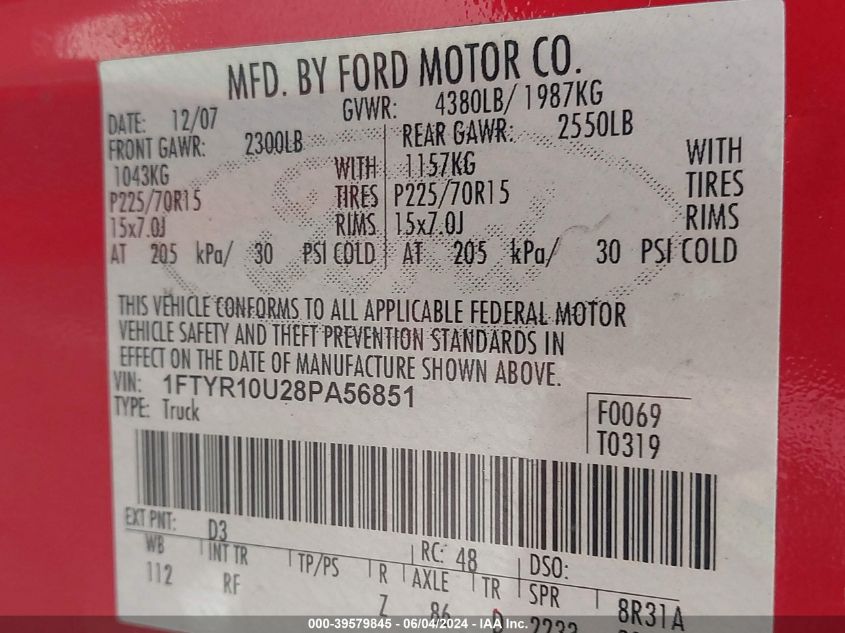 MFD. BY FORD MOTOR CO.
DATE: 12/07 GVWR: 4380LB/ 1987KG
FRONT GAWR: 2300LB REAR GAWR: 2550LB
1043KG WITH 1157KG WITH
P225/70R15 TIRES P225/70R15 TIRES
15x7.0J RIMS 15x7.0J RIMS
AT 205 kPa/ 30 PSI COLD AT 205 kPa/ 30 PSI COLD
THIS VEHICLE CONFORMS TO ALL APPLICABLE FEDERAL MOTOR
VEHICLE SAFETY AND THEFT PREVENTION STANDARDS IN
EFFECT ON THE DATE OF MANUFACTURE SHOWN ABOVE.
VIN: 1FTYR10U28PA56851
TYPE: Truck
F0069
T0319
EXT PNT: D3 RC: 48 DSO:
WB INT TR TP/PS R AXLE TR SPR
112 RF Z 86 D 8R31A
000-39579845 - 06/04/2024 - IAAI, Inc.